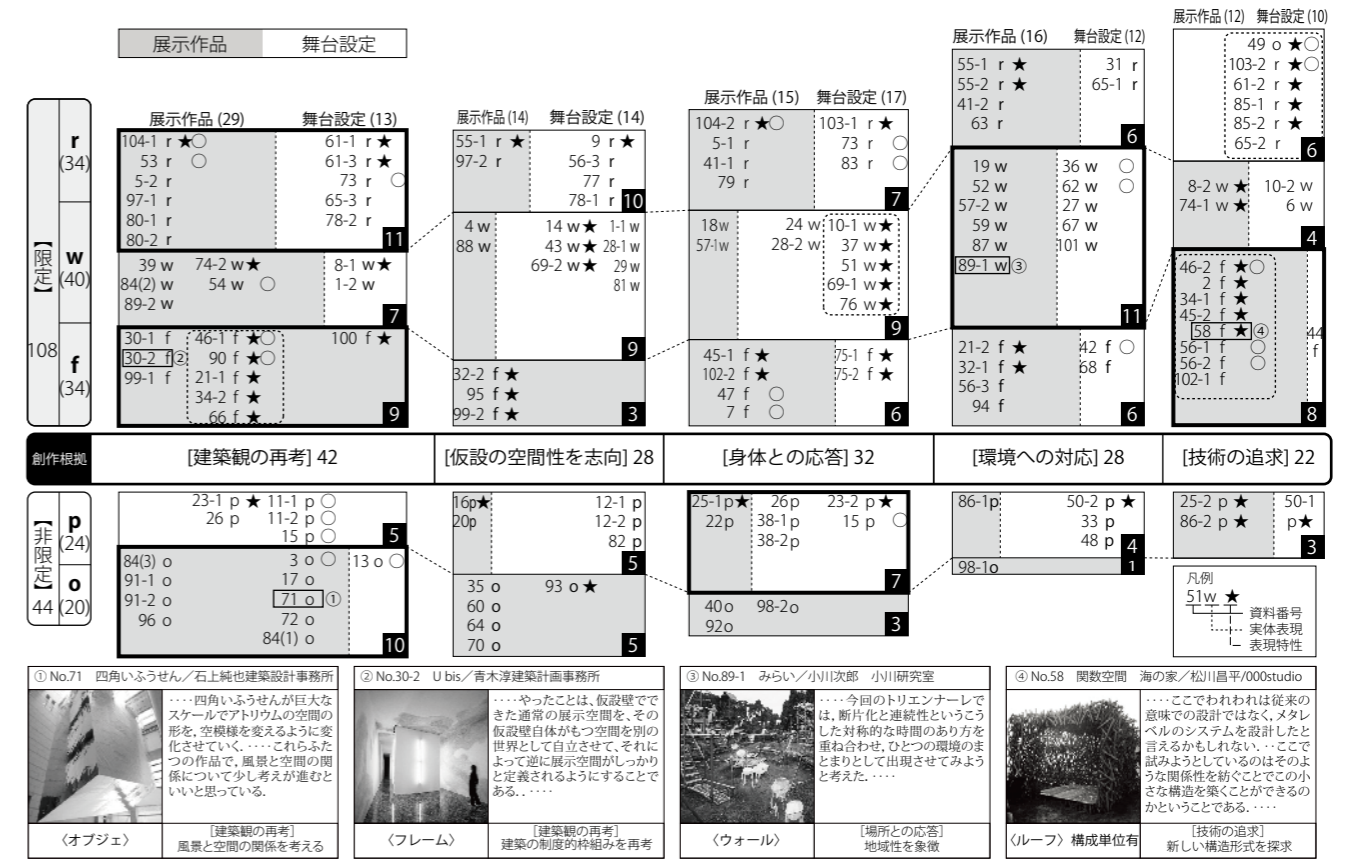 展示作品 舞台設定
展示作品 (29) 舞台設定 (13)
展示作品 (14) 舞台設定 (14)
展示作品 (15) 舞台設定 (17)
展示作品 (16) 舞台設定 (12)
展示作品 (12) 舞台設定 (10)
【限定】
108
r
(34)
w
(40)
f
(34)
104-1 r ★○
53 r ○
5-2 r
97-1 r
80-1 r
80-2 r
61-1 r ★
61-3 r ★
73 r ○
65-3 r
78-2 r
11
39 w 74-2 w★
84(2) w 54 w ○
89-2 w
8-1 w★
1-2 w
7
30-1 f
30-2 f②
99-1 f
46-1 f ★○
90 f ★○
21-1 f ★
34-2 f ★
66 f ★
100 f ★
9
55-1 r ★
97-2 r
9 r ★
56-3 r
77 r
78-1 r
10
4 w
88 w
14 w★ 1-1 w
43 w★ 28-1 w
69-2 w★ 29 w
81 w
9
32-2 f ★
95 f ★
99-2 f ★
3
104-2 r ★○
5-1 r
41-1 r
79 r
103-1 r ★
73 r ○
83 r ○
7
18w
57-1w
24 w
28-2 w
10-1 w★
37 w★
51 w★
69-1 w★
76 w★
9
45-1 f ★
102-2 f ★
47 f ○
7 f ○
75-1 f ★
75-2 f ★
6
55-1 r ★
55-2 r ★
41-2 r
63 r
31 r
65-1 r
6
19 w
52 w
57-2 w
59 w
87 w
89-1 w③
36 w ○
62 w ○
27 w
67 w
101 w
11
21-2 f ★
32-1 f ★
56-3 f
94 f
42 f ○
68 f
6
49 o ★○
103-2 r ★○
61-2 r ★
85-1 r ★
85-2 r ★
65-2 r
6
8-2 w★
74-1 w★
10-2 w
6 w
4
46-2 f ★○
2 f ★
34-1 f ★
45-2 f ★
58 f ★④
56-1 f ○
56-2 f ○
102-1 f
44
f
8
創作根拠
[建築観の再考] 42
[仮設の空間性を志向] 28
[身体との応答] 32
[環境への対応] 28
[技術の追求] 22
【非限定】
44
p
(24)
o
(20)
23-1 p ★ 11-1 p ○
26 p 11-2 p ○
15 p ○
5
84(3) o
91-1 o
91-2 o
96 o
3 o ○
17 o
71 o ①
72 o
84(1) o
13 o ○
10
16p★
20p
12-1 p
12-2 p
82 p
5
35 o 93 o ★
60 o
64 o
70 o
5
25-1p★
22p
26p
38-1p
38-2p
23-2 p ★
15 p ○
7
40o 98-2o
92o
3
86-1p
50-2 p ★
33 p
48 p
4
98-1o
1
25-2 p ★
86-2 p ★
50-1
p★
3
凡例
51w ★
資料番号
実体表現
表現特性
① No.71 四角いふうせん／石上純也建築設計事務所
‥‥四角いふうせんが巨大な
スケールでアトリウムの空間の
形を, 空模様を変えるように変
化させていく. ‥‥これらふた
つの作品で, 風景と空間の関
係について少し考えが進むと
いいと思っている.
〈オブジェ〉
[建築観の再考]
風景と空間の関係を考える
② No.30-2 U bis／青木淳建築計画事務所
‥‥やったことは, 仮設壁でで
きた通常の展示空間を, その
仮設壁自体がもつ空間を別の
世界として自立させて, それに
よって逆に展示空間がしっかり
と定義されるようにすることで
ある. . ‥‥
〈フレーム〉
[建築観の再考]
建築の制度的枠組みを再考
③ No.89-1 みらい／小川次郎 小川研究室
‥‥今回のトリエンナーレで
は, 断片化と連続性というこう
した対称的な時間のあり方を
重ね合わせ, ひとつの環境のま
とまりとして出現させてみよう
と考えた. ‥‥
〈ウォール〉
[場所との応答]
地域性を象徴
④ No.58 関数空間 海の家／松川昌平/000studio
‥‥ここでわれわれは従来の
意味での設計ではなく, メタレ
ベルのシステムを設計したと
言えるかもしれない. ‥ここで
試みようとしているのはそのよ
うな関係性を紡ぐことでこの小
さな構造を築くことができるの
かということである. ‥‥
〈ルーフ〉 構成単位有
[技術の追求]
新しい構造形式を探求